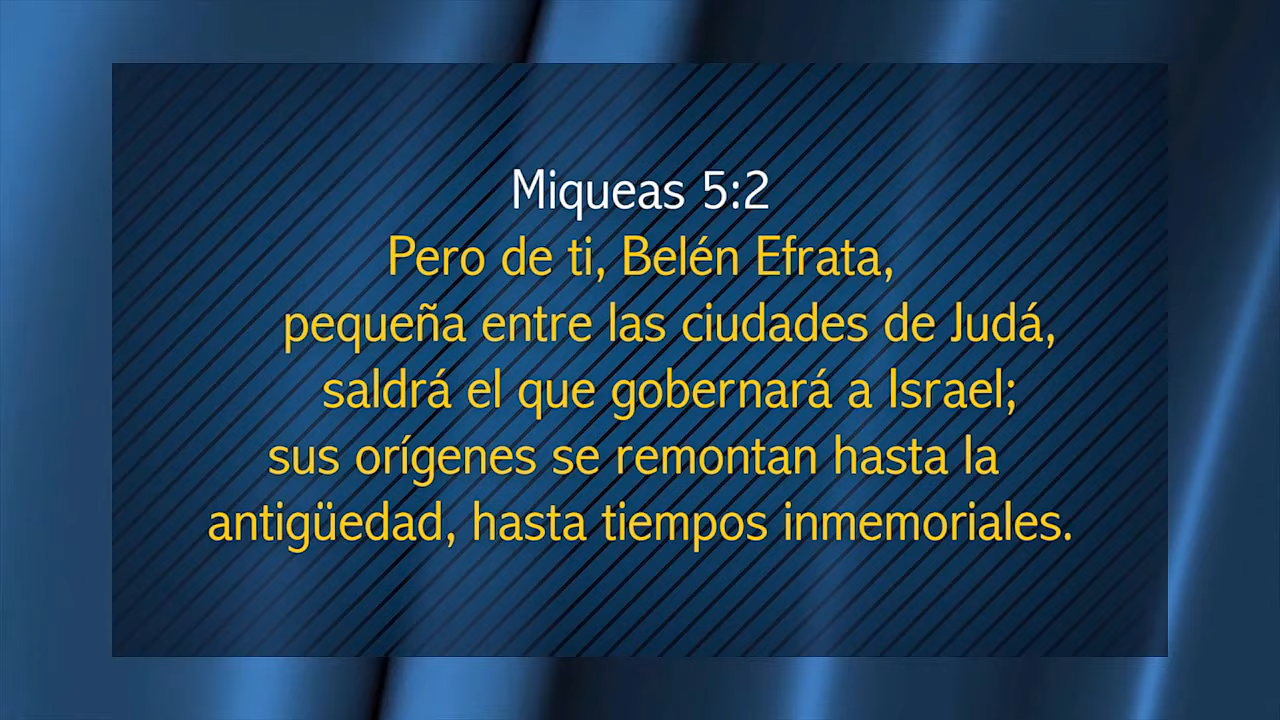 Miqueas 5:2
Pero de ti, Belén Efrata,
pequeña entre las ciudades de Judá,
saldrá el que gobernará a Israel;
sus orígenes se remontan hasta la
antigüedad, hasta tiempos inmemoriales.